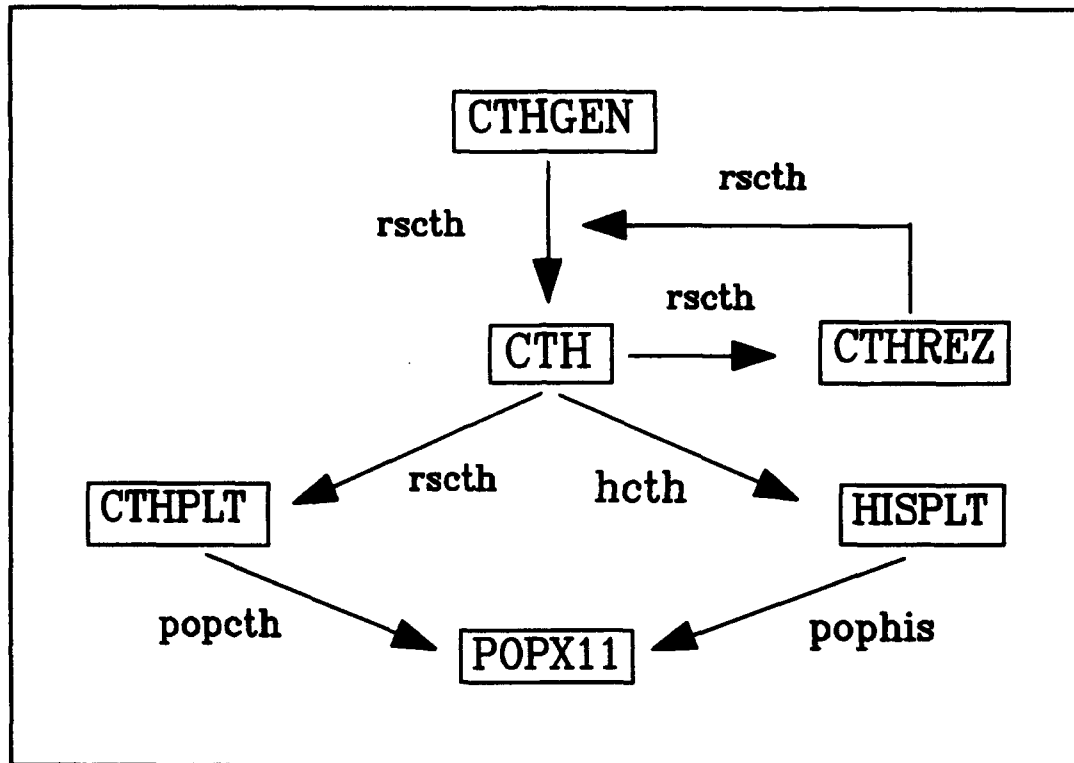 CTHGEN
rscth
rscth
rscth
CTH
CTHREZ
rscth
hcth
CTHPLT
HISPLT
popcth
pophis
POPX11